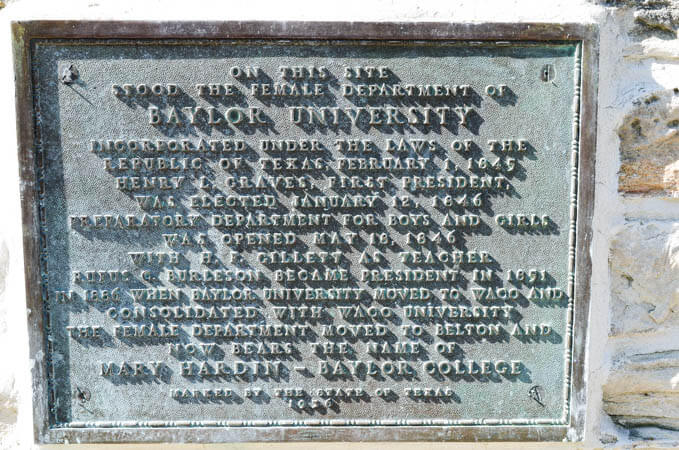 ON THIS SITE
STOOD THE FEMALE DEPARTMENT OF
BAYLOR UNIVERSITY
INCORPORATED UNDER THE LAWS OF THE
REPUBLIC OF TEXAS, FEBRUARY 1, 1845
HENRY L. GRAVES, FIRST PRESIDENT,
WAS ELECTED JANUARY 12, 1846
PREPARATORY DEPARTMENT FOR BOYS AND GIRLS
WAS OPENED MAY 18, 1846
WITH H. F. GILLETT AS TEACHER
RUFUS C. BURLESON BECAME PRESIDENT IN 1851
IN 1886 WHEN BAYLOR UNIVERSITY MOVED TO WACO AND
CONSOLIDATED WITH WACO UNIVERSITY
THE FEMALE DEPARTMENT MOVED TO BELTON AND
NOW BEARS THE NAME OF
MARY HARDIN - BAYLOR COLLEGE
MARKED BY THE STATE OF TEXAS
1936